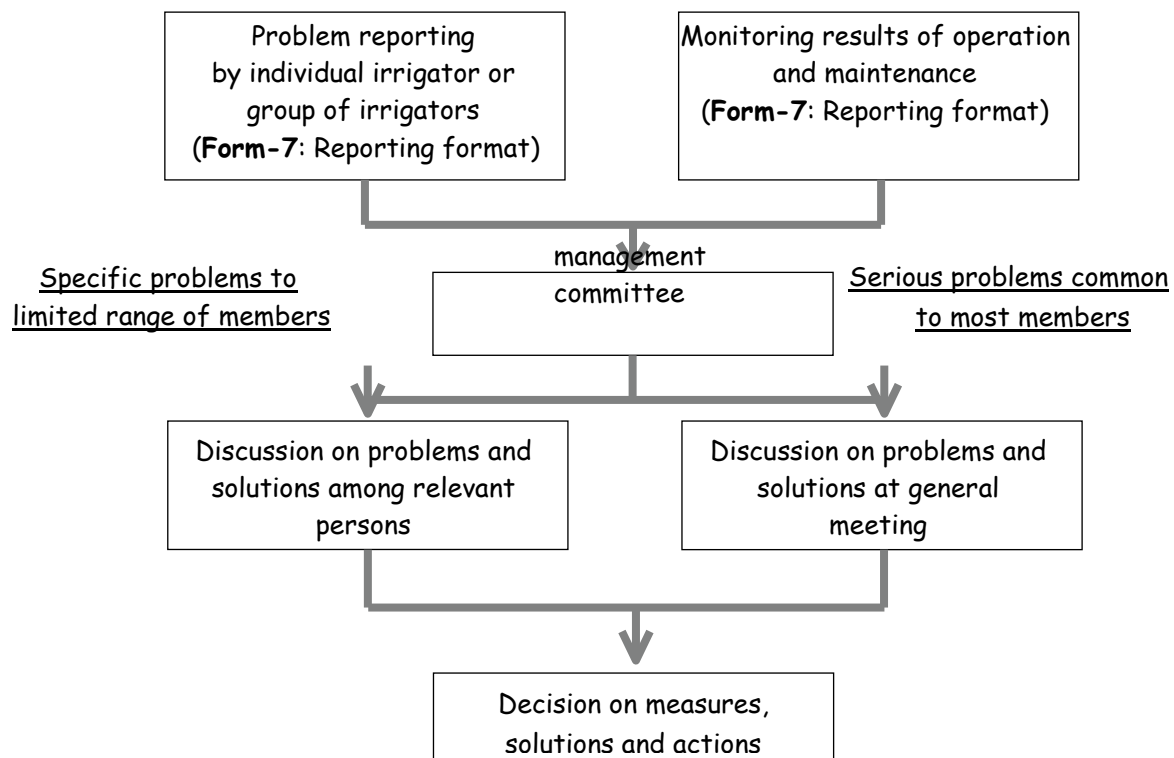 Problem reporting
by individual irrigator or
group of irrigators
(Form-7: Reporting format)
Monitoring results of operation
and maintenance
(Form-7: Reporting format)
management
committee
Specific problems to
limited range of members
Serious problems common
to most members
Discussion on problems and
solutions among relevant
persons
Discussion on problems and
solutions at general
meeting
Decision on measures,
solutions and actions